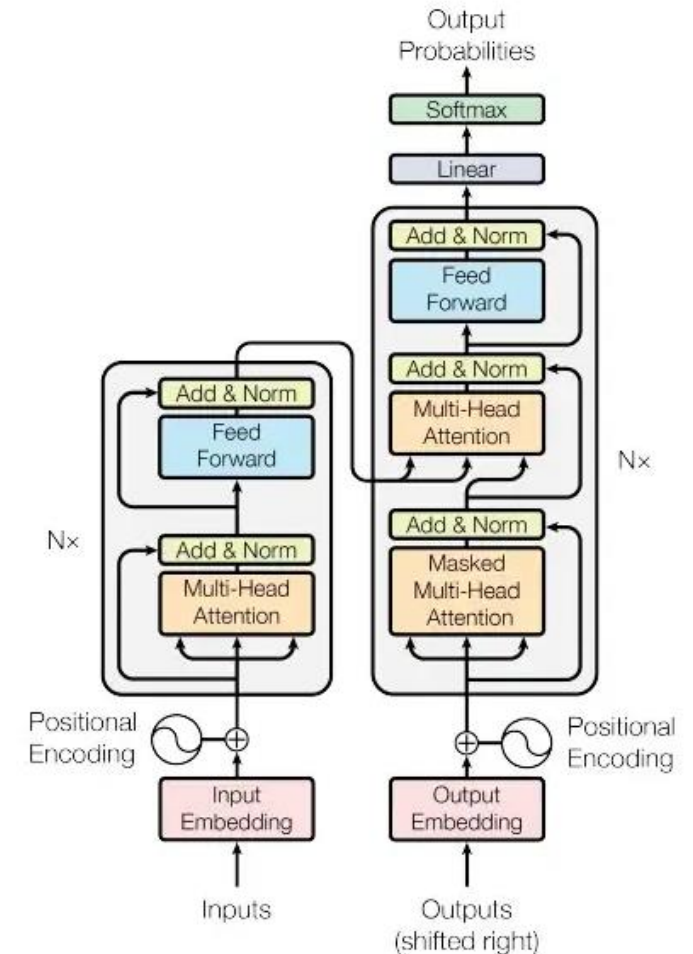 Output
Probabilities
Softmax
Linear
Add & Norm
Feed
Forward
Add & Norm
Multi-Head
Attention
Nx
Add & Norm
Masked
Multi-Head
Attention
Add & Norm
Feed
Forward
Nx
Add & Norm
Multi-Head
Attention
Positional
Encoding
Positional
Encoding
Input
Embedding
Output
Embedding
Inputs
Outputs
(shifted right)